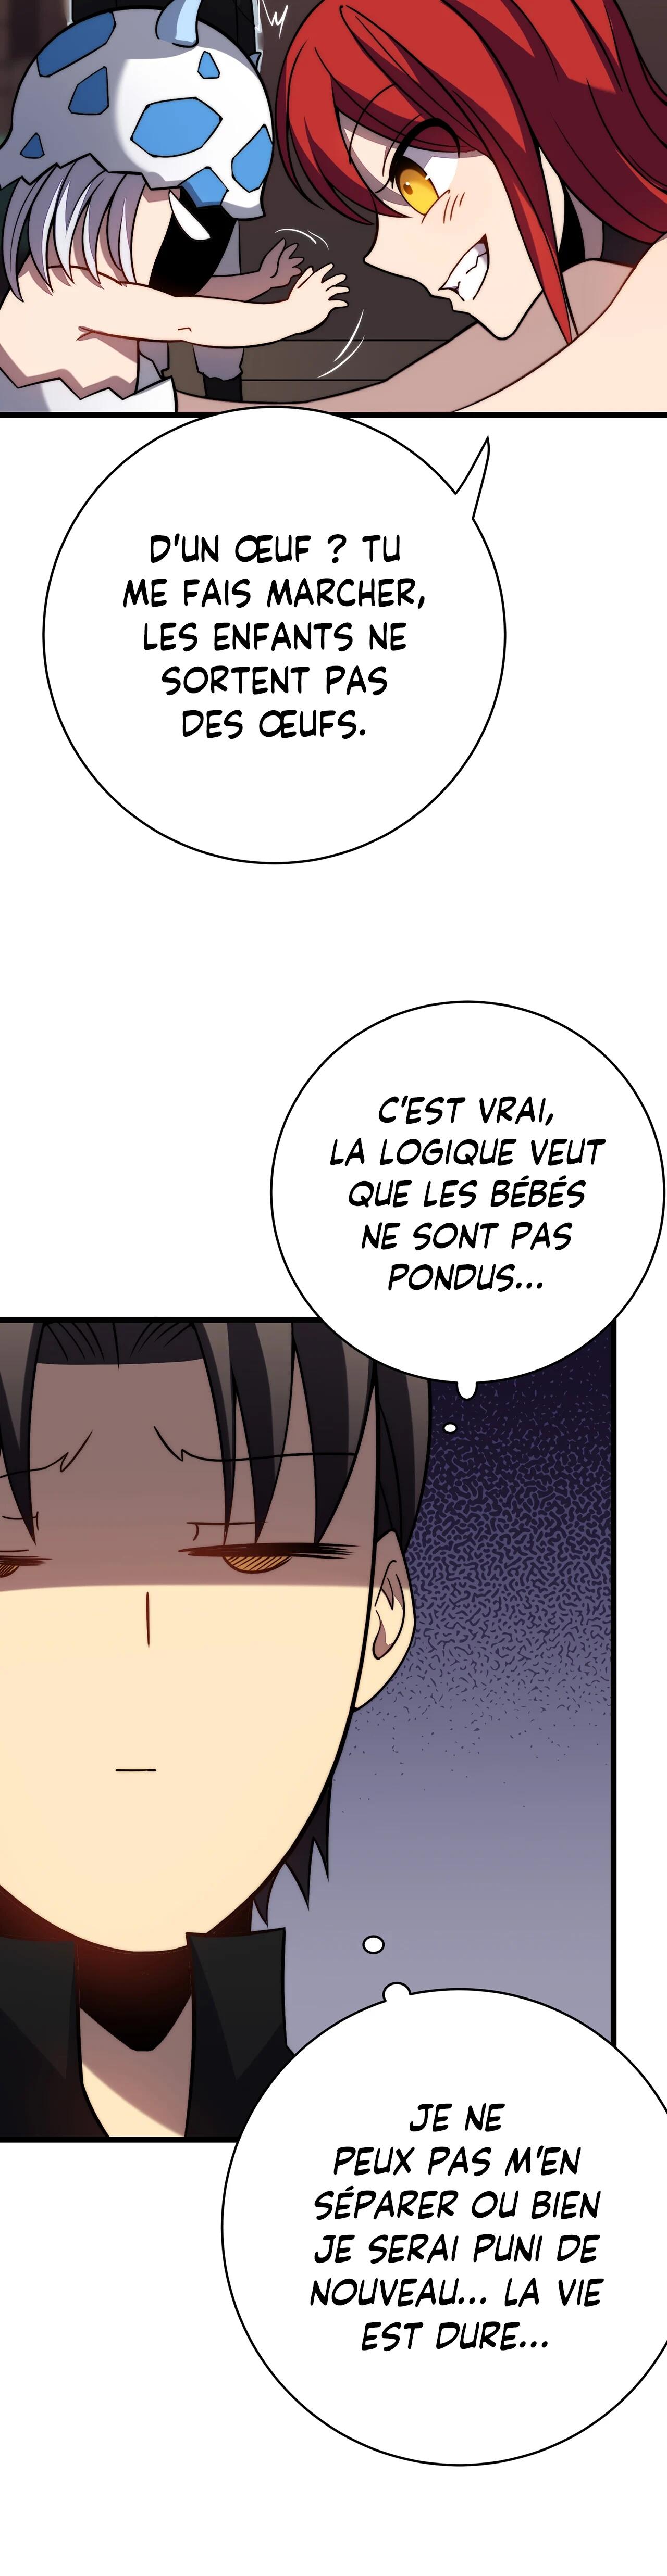 D'UN ŒUF ? TU
ME FAIS MARCHER,
LES ENFANTS NE
SORTENT PAS
DES ŒUFS.
C'EST VRAI,
LA LOGIQUE VEUT
QUE LES BÉBÉS
NE SONT PAS
PONDUS...
JE NE
PEUX PAS M'EN
SÉPARER OU BIEN
JE SERAI PUNI DE
NOUVEAU... LA VIE
EST DURE...